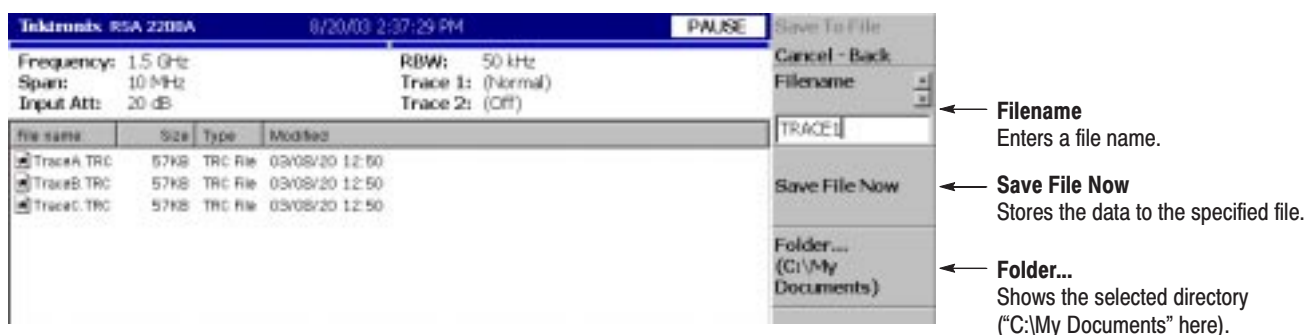 Tektronix RSA 2200A 8/20/03 2:37:29 PM PAUSE
Frequency: 1.5 GHz RBW: 50 kHz
Span: 10 MHz Trace 1: (Normal)
Input Att: 20 dB Trace 2: (Off)
File name Size Type Modified
TraceA.TRC 57KB TRC File 03/08/20 12:50
TraceB.TRC 57KB TRC File 03/08/20 12:50
TraceC.TRC 57KB TRC File 03/08/20 12:50
Save To File
Cancel - Back
Filename
TRACE1
Save File Now
Folder...
(C:\My
Documents)
Filename
Enters a file name.
Save File Now
Stores the data to the specified file.
Folder...
Shows the selected directory
(“C:\My Documents” here).